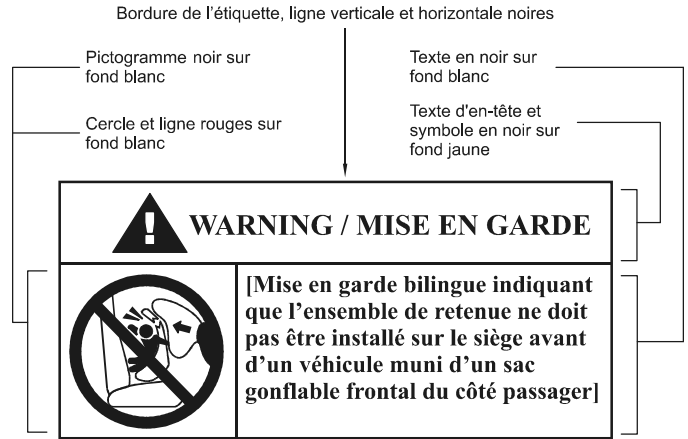 Bordure de l'étiquette, ligne verticale et horizontale noires
Pictogramme noir sur
fond blanc
Cercle et ligne rouges sur
fond blanc
Texte en noir sur
fond blanc
Texte d'en-tête et
symbole en noir sur
fond jaune
! WARNING / MISE EN GARDE
[Mise en garde bilingue indiquant
que l'ensemble de retenue ne doit
pas être installé sur le siège avant
d'un véhicule muni d'un sac
gonflable frontal du côté passager]